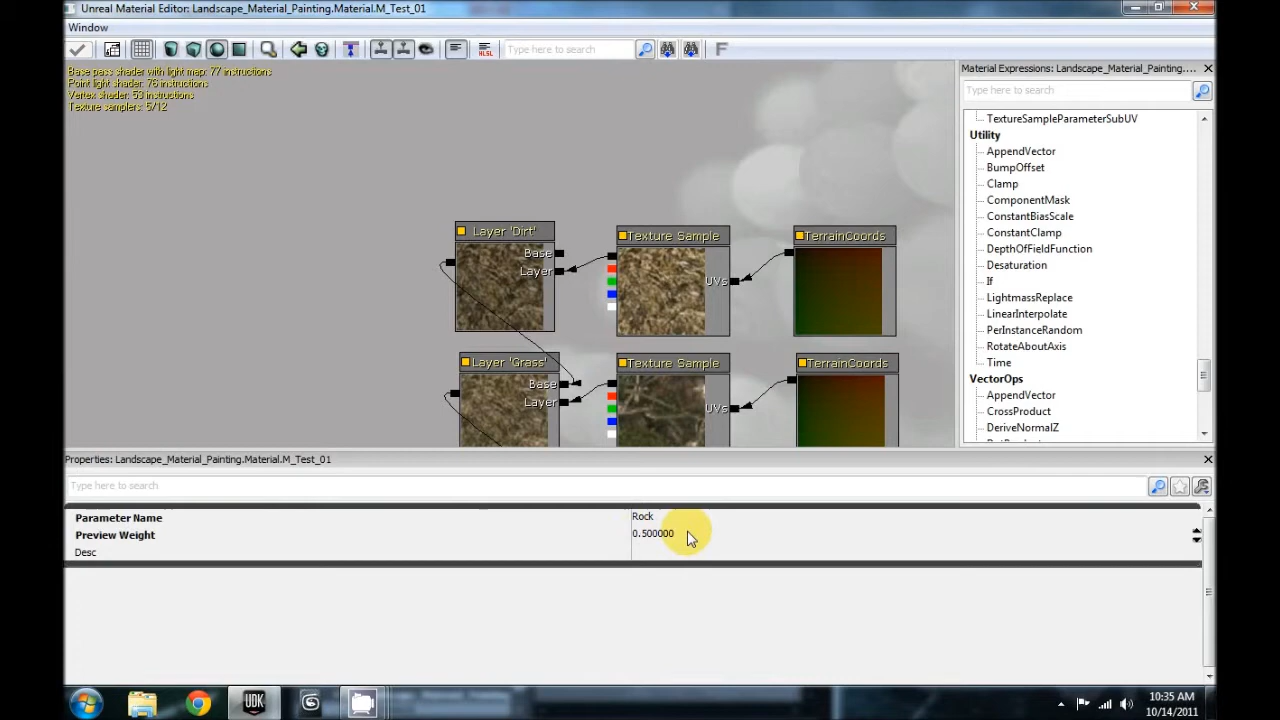 Unreal Material Editor: Landscape_Material_Painting.Material.M_Test_01
Window
Type here to search
F
HLSL
Base pass shader with light map: 77 instructions
Point light shader: 76 instructions
Vertex shader: 53 instructions
Texture samplers: 5/12
Layer 'Dirt'
Base
Layer
Texture Sample
UVs
TerrainCoords
Layer 'Grass'
Base
Layer
Texture Sample
UVs
TerrainCoords
Material Expressions: Landscape_Material_Painting....
Type here to search
TextureSampleParameterSubUV
Utility
AppendVector
BumpOffset
Clamp
ComponentMask
ConstantBiasScale
ConstantClamp
DepthOfFieldFunction
Desaturation
If
LightmassReplace
LinearInterpolate
PerInstanceRandom
RotateAboutAxis
Time
VectorOps
AppendVector
CrossProduct
DeriveNormalZ
Properties: Landscape_Material_Painting.Material.M_Test_01
Type here to search
Parameter Name Rock
Preview Weight 0.500000
Desc
UDK
10:35 AM
10/14/2011